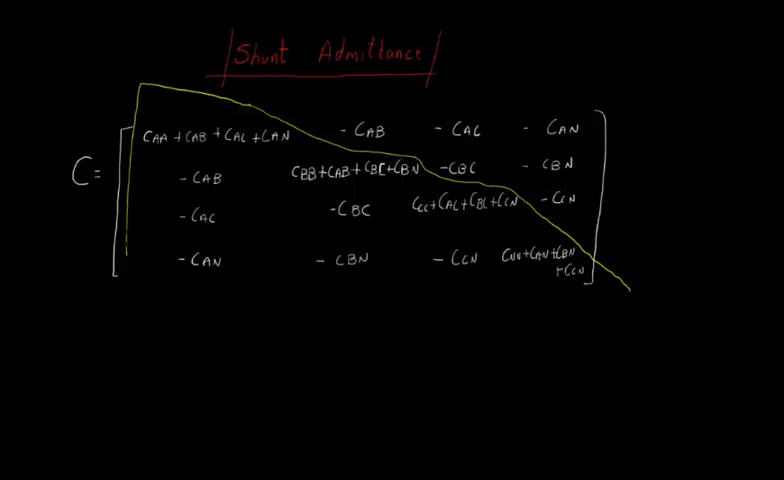 Shunt Admittance
CAA + CAB + CAC + CAN - CAB - CAC - CAN
C = - CAB CBB + CAB + CBC + CBN - CBC - CBN
- CAC - CBC CCC + CAC + CBC + CCN - CCN
- CAN - CBN - CCN CNN + CAN + CBN
+ CCN